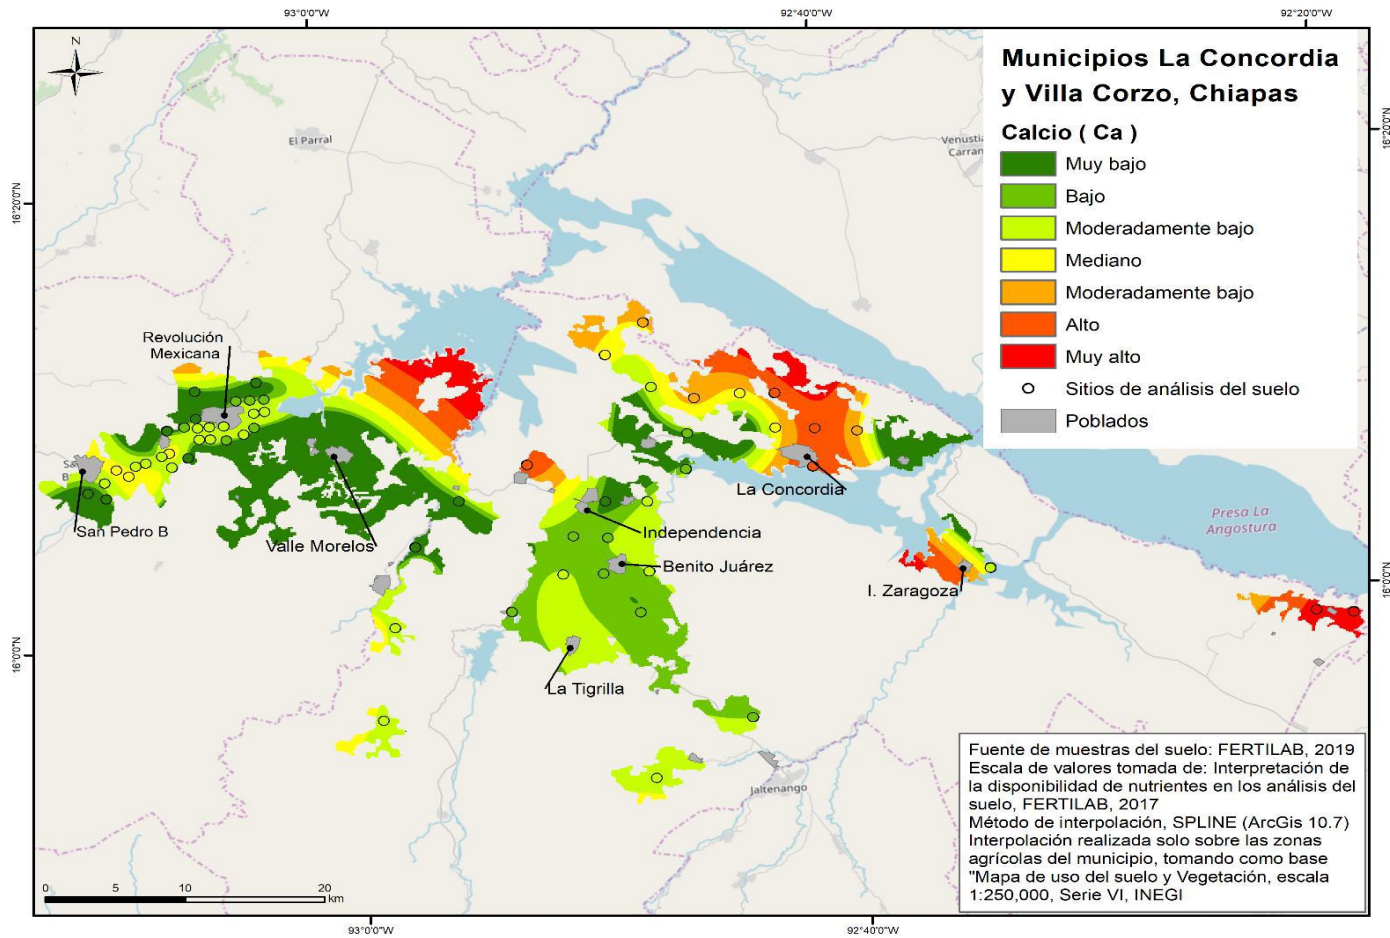 93°0'0"W
92°40'0"W
92°20'0"W
N
Municipios La Concordia
y Villa Corzo, Chiapas
Calcio ( Ca )
Muy bajo
Bajo
Moderadamente bajo
Mediano
Moderadamente bajo
Alto
Muy alto
Sitios de análisis del suelo
Poblados
16°20'0"N
16°20'0"N
El Parral
Venustia
Carran
Revolución
Mexicana
San Pedro B
Valle Morelos
La Concordia
Independencia
Benito Juárez
I. Zaragoza
La Tigrilla
Presa La
Angostura
Jaltenango
16°0'0"N
16°0'0"N
Fuente de muestras del suelo: FERTILAB, 2019
Escala de valores tomada de: Interpretación de
la disponibilidad de nutrientes en los análisis del
suelo, FERTILAB, 2017
Método de interpolación, SPLINE (ArcGis 10.7)
Interpolación realizada solo sobre las zonas
agrícolas del municipio, tomando como base
"Mapa de uso del suelo y Vegetación, escala
1:250,000, Serie VI, INEGI
0 5 10 20
km
93°0'0"W
92°40'0"W